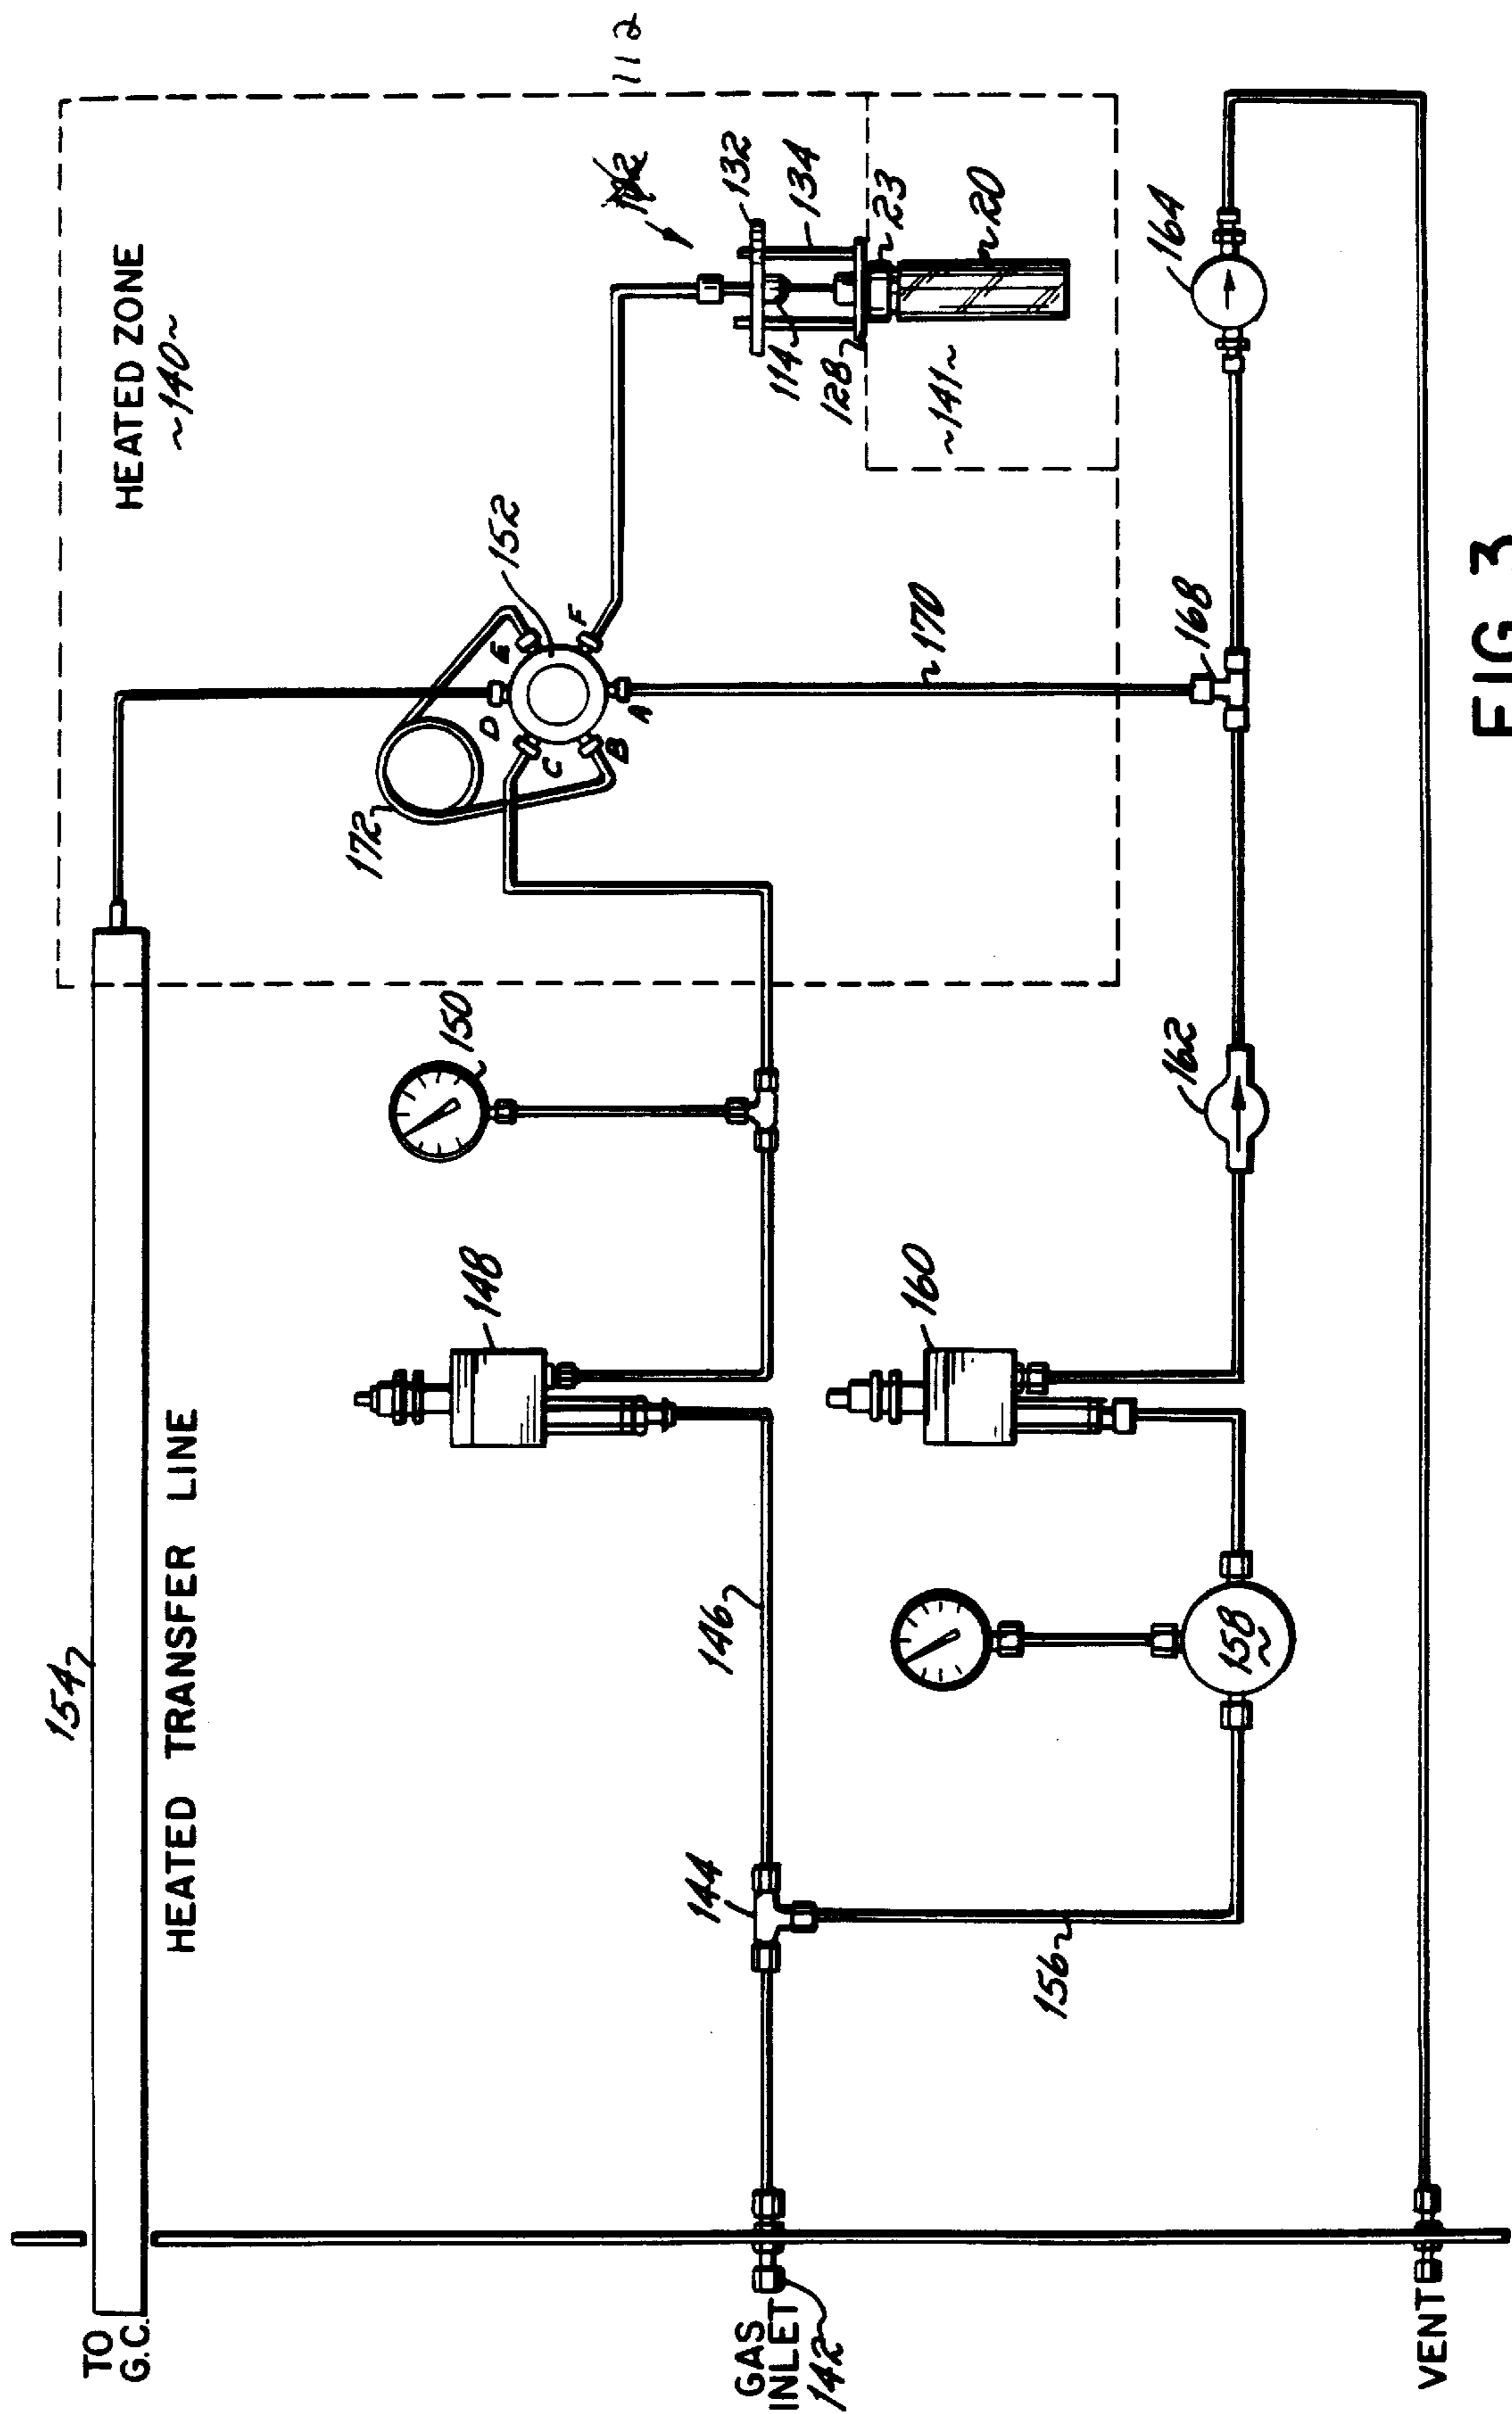 112
HEATED ZONE
~140~
132
134
23
20
114
128
~141~
164
152
E
F
D
A
C
B
172
170
168
150
162
148
160
154
HEATED TRANSFER LINE
146
158
144
156
TO
G.C.
GAS
INLET
142
VENT
FIG. 3